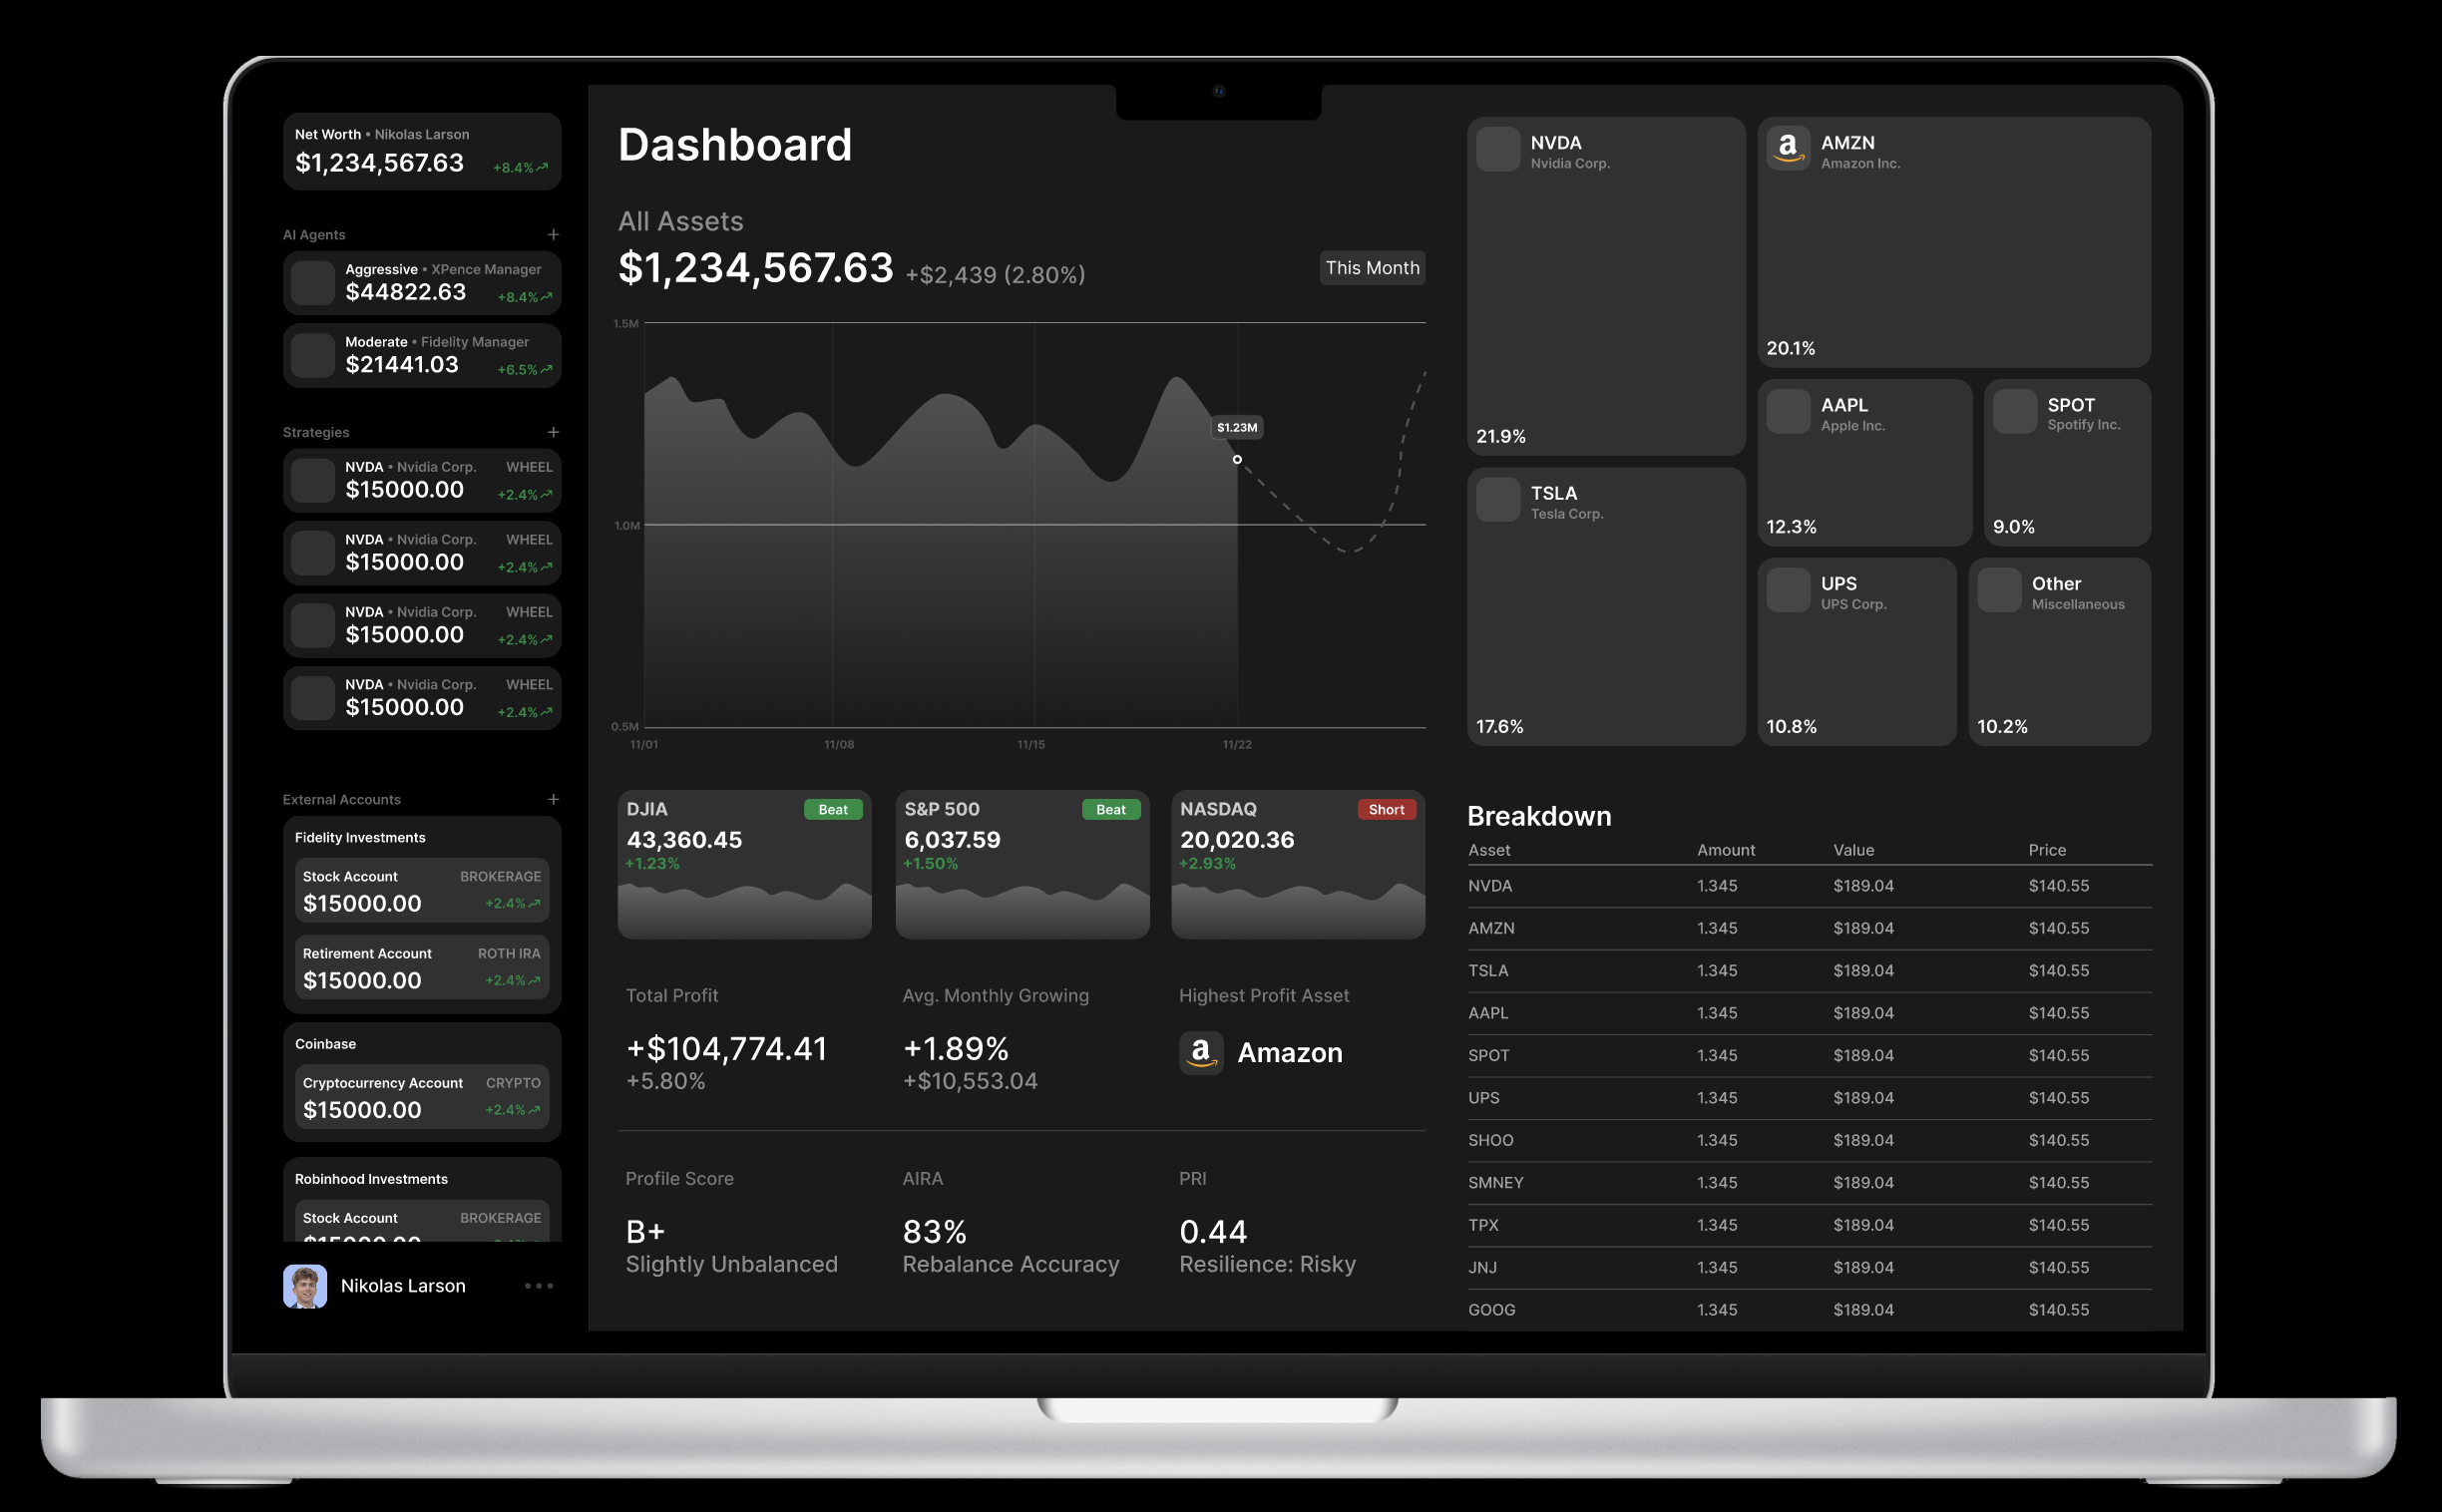 Net Worth • Nikolas Larson
$1,234,567.63 +8.4%
AI Agents +
Aggressive • XPence Manager
$44822.63 +8.4%
Moderate • Fidelity Manager
$21441.03 +6.5%
Strategies +
NVDA • Nvidia Corp. WHEEL
$15000.00 +2.4%
NVDA • Nvidia Corp. WHEEL
$15000.00 +2.4%
NVDA • Nvidia Corp. WHEEL
$15000.00 +2.4%
NVDA • Nvidia Corp. WHEEL
$15000.00 +2.4%
External Accounts +
Fidelity Investments
Stock Account BROKERAGE
$15000.00 +2.4%
Retirement Account ROTH IRA
$15000.00 +2.4%
Coinbase
Cryptocurrency Account CRYPTO
$15000.00 +2.4%
Robinhood Investments
Stock Account BROKERAGE
Nikolas Larson
Dashboard
All Assets
$1,234,567.63 +$2,439 (2.80%)
This Month
1.5M
$1.23M
1.0M
0.5M
11/01 11/08 11/15 11/22
DJIA Beat
43,360.45
+1.23%
S&P 500 Beat
6,037.59
+1.50%
NASDAQ Short
20,020.36
+2.93%
Total Profit
+$104,774.41
+5.80%
Avg. Monthly Growing
+1.89%
+$10,553.04
Highest Profit Asset
a Amazon
Profile Score
B+
Slightly Unbalanced
AIRA
83%
Rebalance Accuracy
PRI
0.44
Resilience: Risky
NVDA
Nvidia Corp.
21.9%
a AMZN
Amazon Inc.
20.1%
TSLA
Tesla Corp.
17.6%
AAPL
Apple Inc.
12.3%
SPOT
Spotify Inc.
9.0%
UPS
UPS Corp.
10.8%
Other
Miscellaneous
10.2%
Breakdown
Asset Amount Value Price
NVDA 1.345 $189.04 $140.55
AMZN 1.345 $189.04 $140.55
TSLA 1.345 $189.04 $140.55
AAPL 1.345 $189.04 $140.55
SPOT 1.345 $189.04 $140.55
UPS 1.345 $189.04 $140.55
SHOO 1.345 $189.04 $140.55
SMNEY 1.345 $189.04 $140.55
TPX 1.345 $189.04 $140.55
JNJ 1.345 $189.04 $140.55
GOOG 1.345 $189.04 $140.55